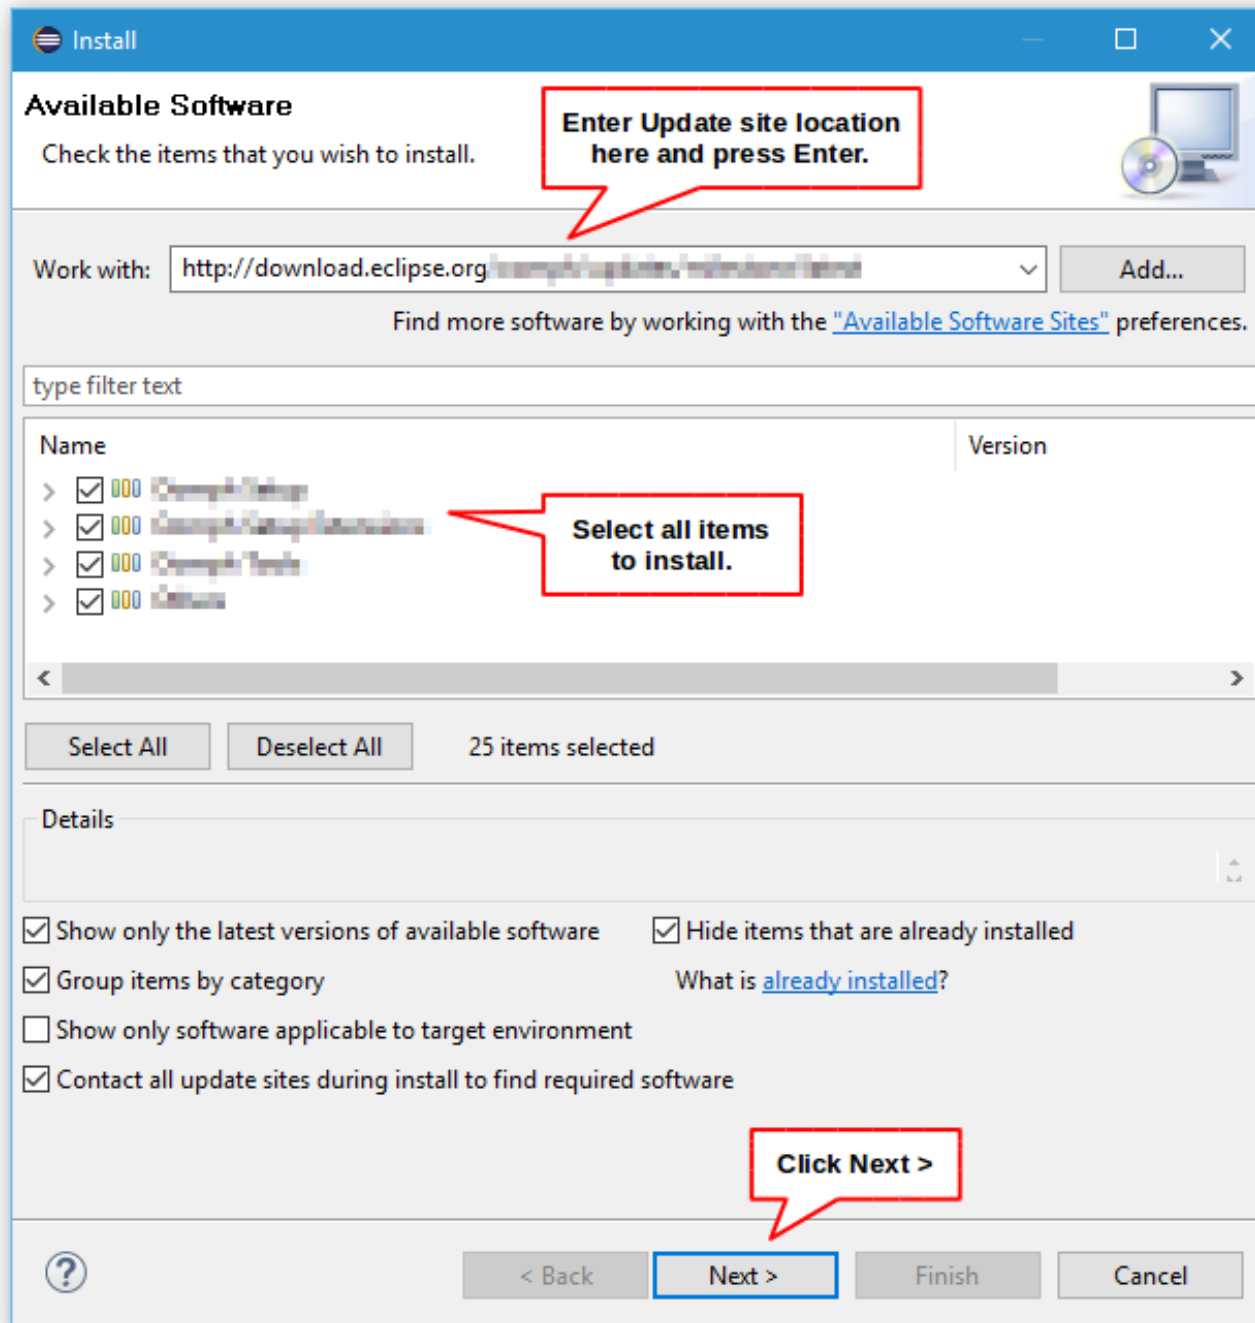 Install
Available Software
Check the items that you wish to install.
Enter Update site location
here and press Enter.
Work with:
http://download.eclipse.org
Add...
Find more software by working with the "Available Software Sites" preferences.
type filter text
Name
Version
Select all items
to install.
Select All
Deselect All
25 items selected
Details
Show only the latest versions of available software
Hide items that are already installed
Group items by category
What is already installed?
Show only software applicable to target environment
Contact all update sites during install to find required software
Click Next >
?
< Back
Next >
Finish
Cancel